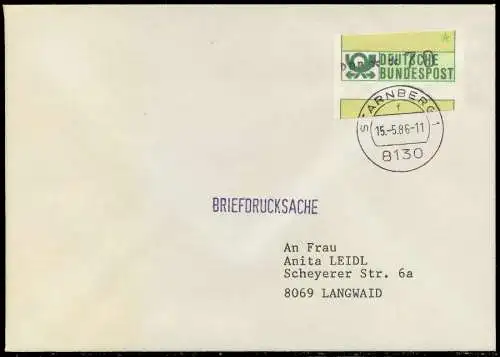 DEUTSCHE
BUNDESPOST
STARNBERG 1
r
15.-5.86-11
8130
BRIEFDRUCKSACHE
An Frau
Anita LEIDL
Scheyerer Str. 6a
8069 LANGWAID